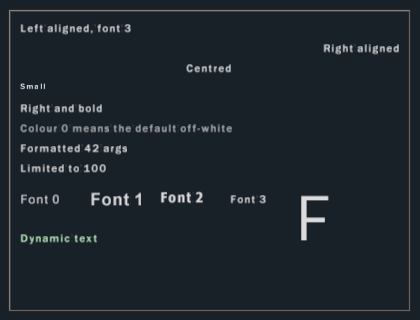 Left aligned, font 3
Right aligned
Centred
Small
Right and bold
Colour 0 means the default off-white
Formatted 42 args
Limited to 100
Font 0 Font 1 Font 2 Font 3 F
Dynamic text